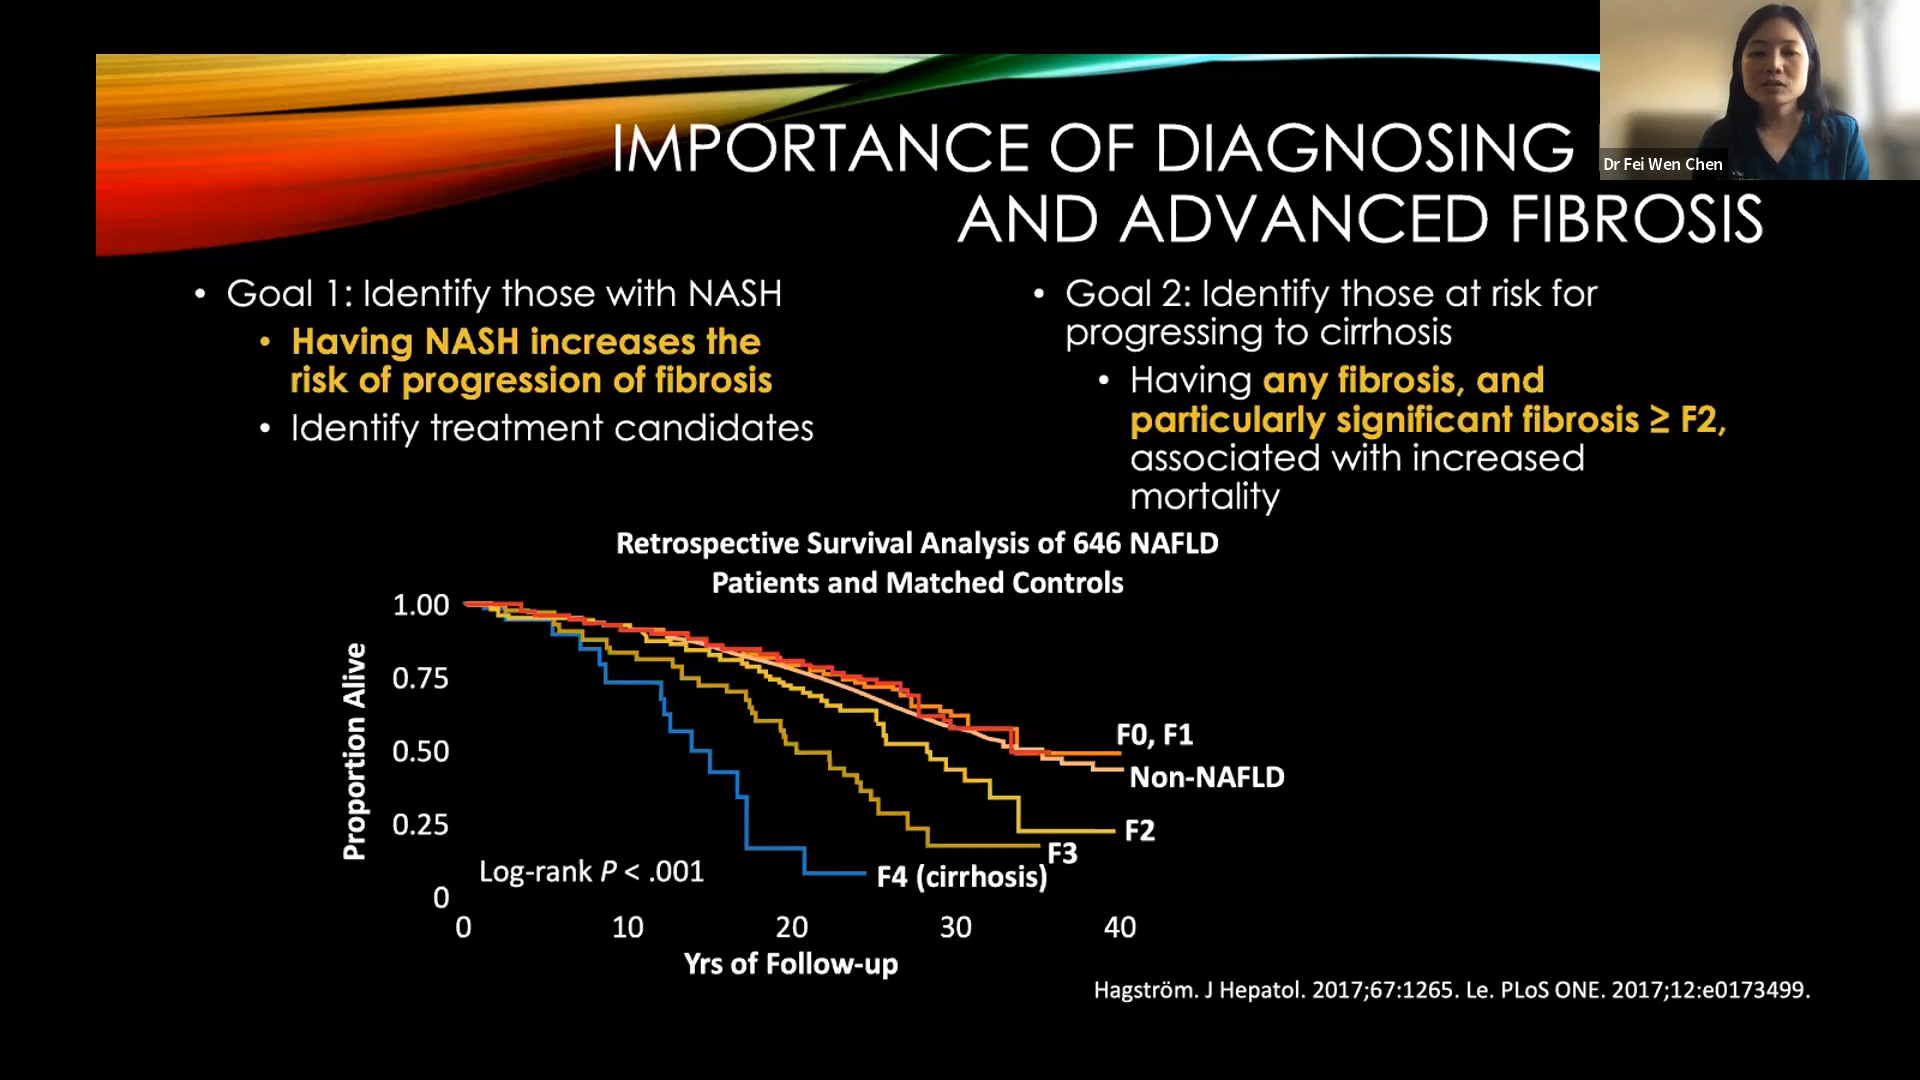 IMPORTANCE OF DIAGNOSING
AND ADVANCED FIBROSIS
Dr Fei Wen Chen
• Goal 1: Identify those with NASH
• Having NASH increases the
risk of progression of fibrosis
• Identify treatment candidates
• Goal 2: Identify those at risk for
progressing to cirrhosis
• Having any fibrosis, and
particularly significant fibrosis ≥ F2,
associated with increased
mortality
Retrospective Survival Analysis of 646 NAFLD
Patients and Matched Controls
Proportion Alive
1.00
0.75
0.50
0.25
0
F0, F1
Non-NAFLD
F2
F3
F4 (cirrhosis)
Log-rank P < .001
0 10 20 30 40
Yrs of Follow-up
Hagström. J Hepatol. 2017;67:1265. Le. PLoS ONE. 2017;12:e0173499.